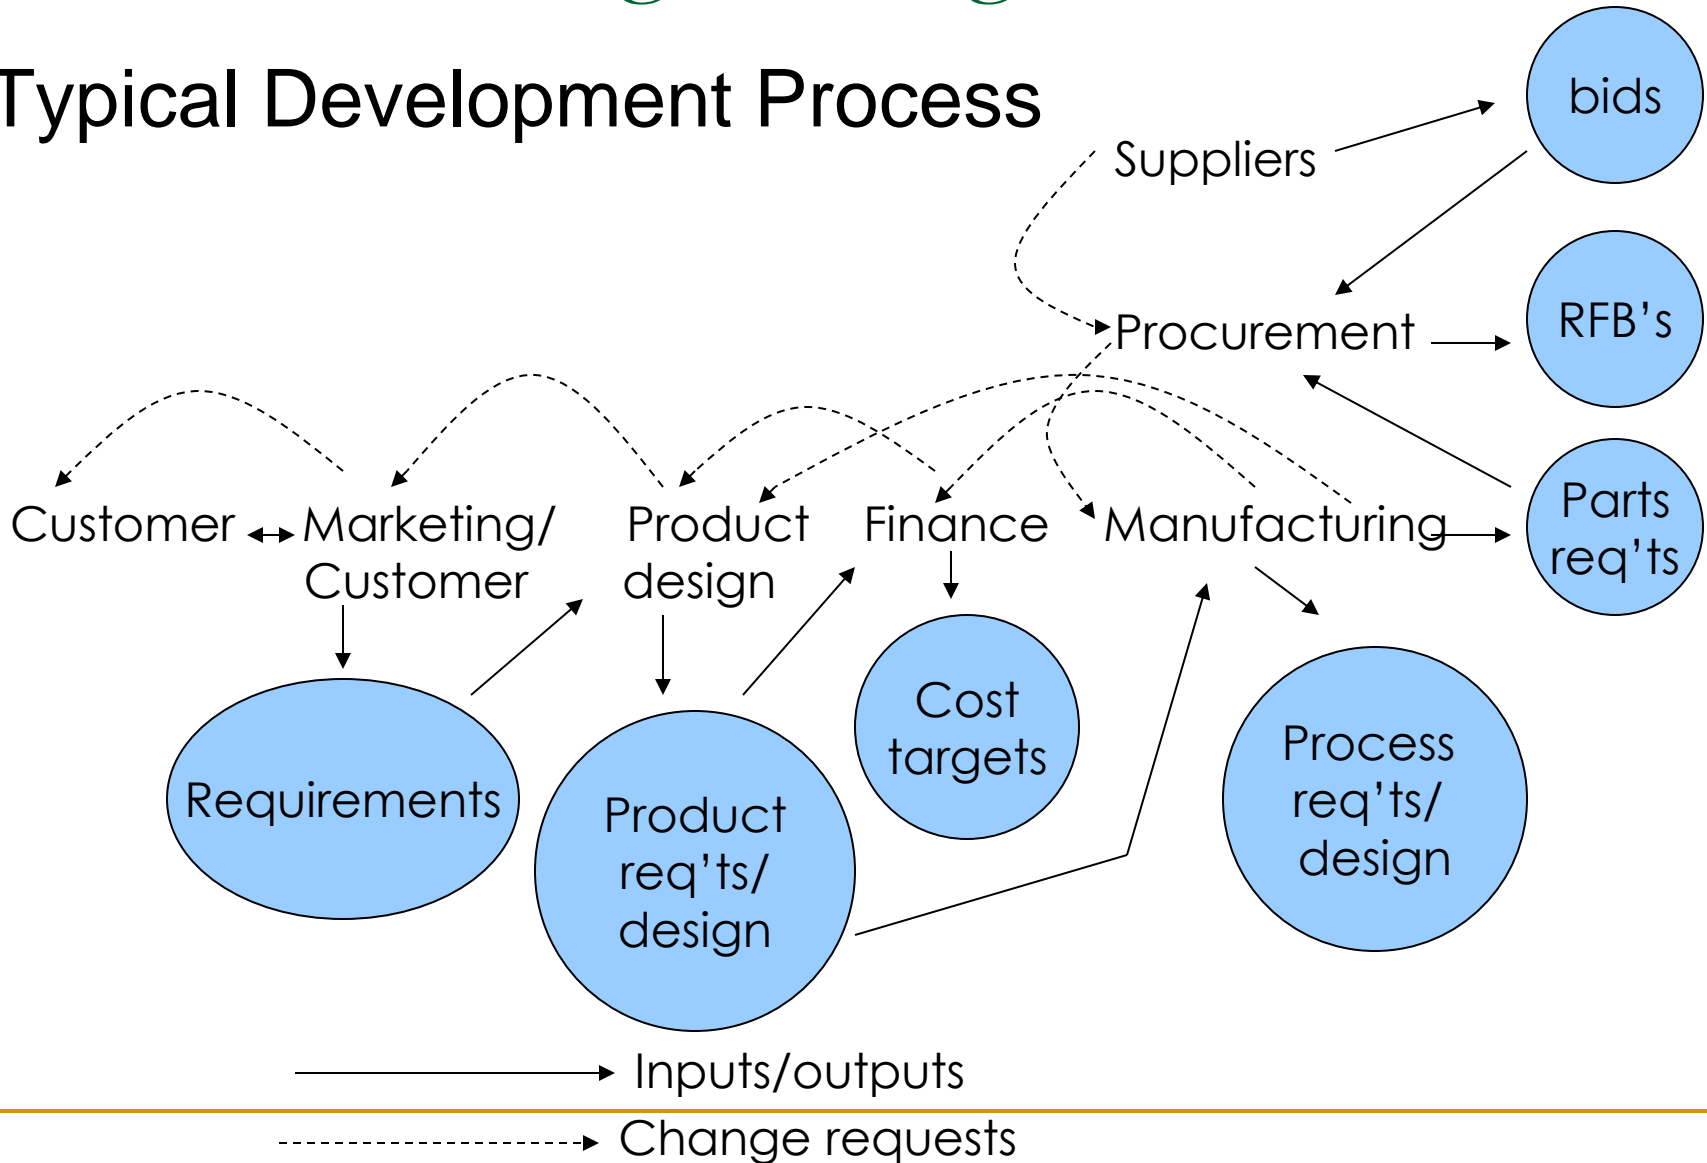 Typical Development Process
bids
Suppliers
RFB's
Procurement
Parts
req'ts
Customer
Marketing/
Customer
Product
design
Finance
Manufacturing
Cost
targets
Process
req'ts/
design
Requirements
Product
req'ts/
design
Inputs/outputs
Change requests